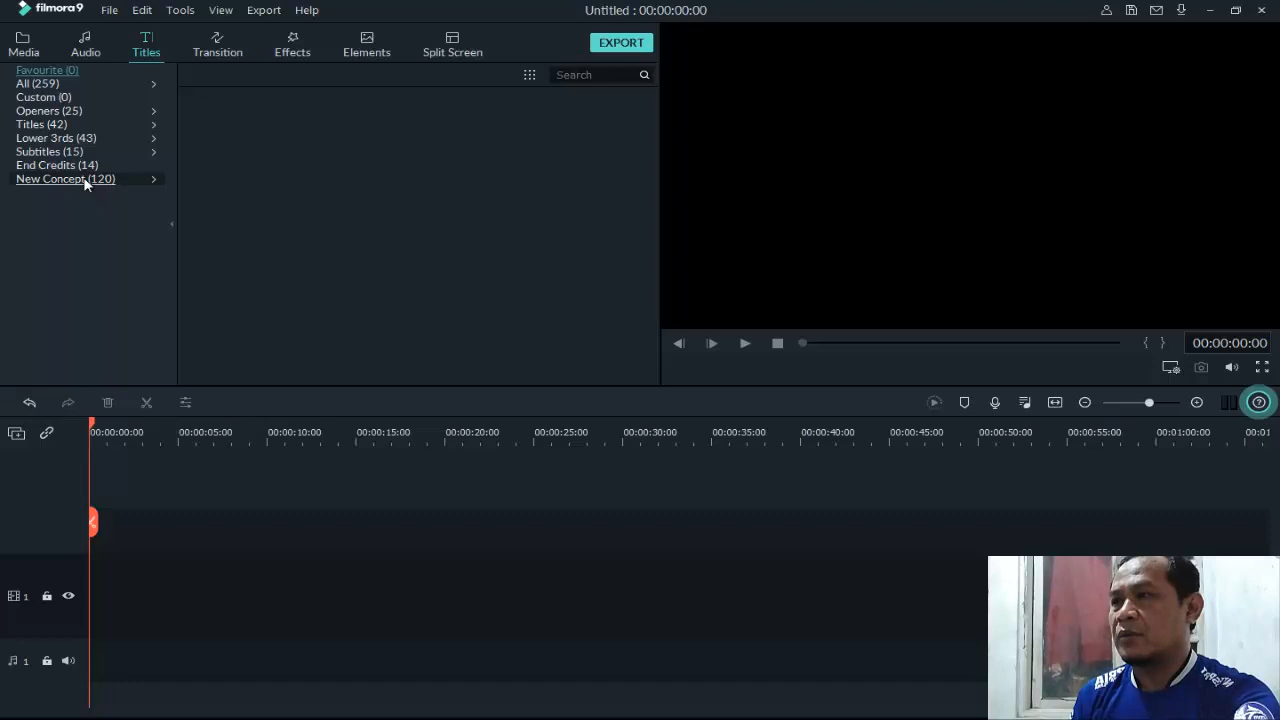 filmora9 File Edit Tools View Export Help Untitled : 00:00:00:00
Media Audio Titles Transition Effects Elements Split Screen EXPORT
Favourite (0)
Search
All (259)
Custom (0)
Openers (25)
Titles (42)
Lower 3rds (43)
Subtitles (15)
End Credits (14)
New Concept (120)
{ } 00:00:00:00
00:00:00:00 00:00:05:00 00:00:10:00 00:00:15:00 00:00:20:00 00:00:25:00 00:00:30:00 00:00:35:00 00:00:40:00 00:00:45:00 00:00:50:00 00:00:55:00 00:01:00:00 00:01
1
1